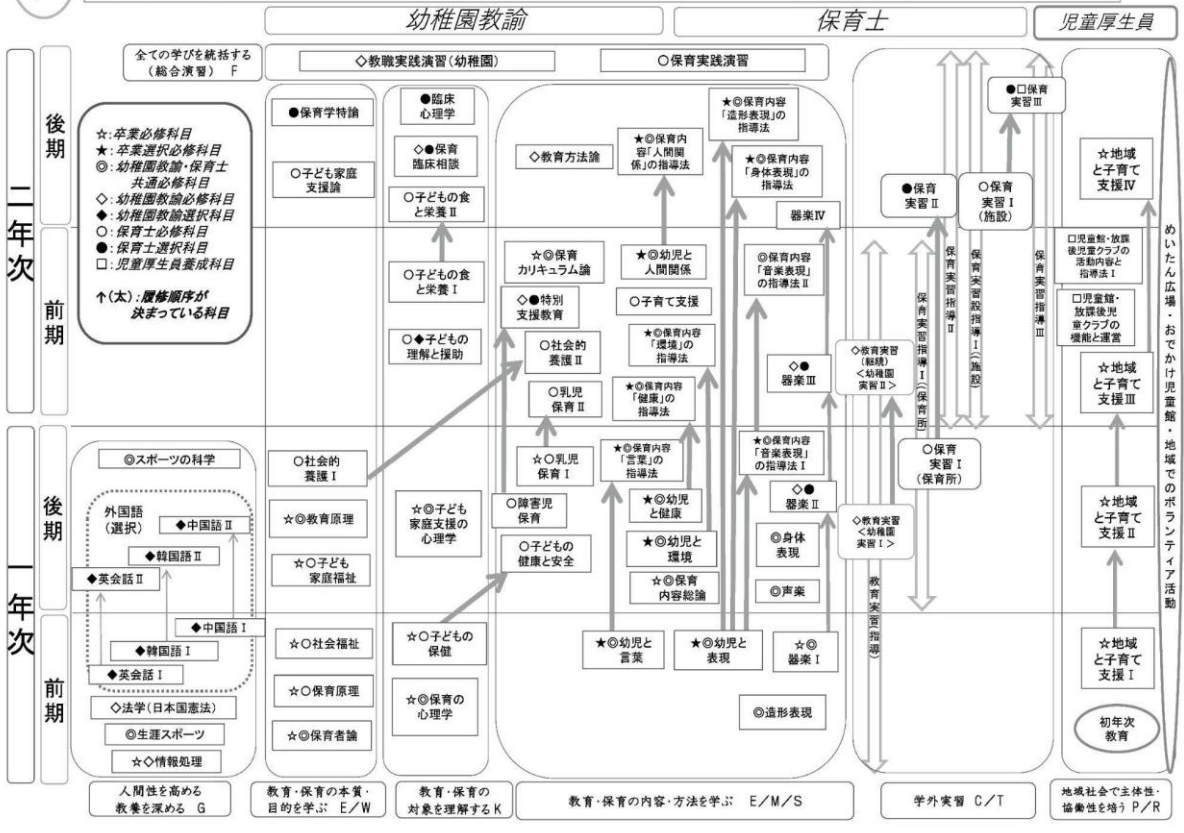 幼稚園教諭
保育士
児童厚生員
全ての学びを統括する
(総合演習) F
◇教職実践演習(幼稚園)
○保育実践演習
二年次
後期
前期
一年次
後期
前期
☆:卒業必修科目
★:卒業選択必修科目
◎:幼稚園教諭・保育士
共通必修科目
◇:幼稚園教諭必修科目
◆:幼稚園教諭選択科目
○:保育士必修科目
●:保育士選択科目
□:児童厚生員養成科目
↑(太):履修順序が
決まっている科目
◎スポーツの科学
外国語
(選択)
◆中国語Ⅱ
◆韓国語Ⅱ
◆英会話Ⅱ
◆中国語Ⅰ
◆韓国語Ⅰ
◆英会話Ⅰ
◇法学(日本国憲法)
◎生涯スポーツ
☆◇情報処理
人間性を高める
教養を深める G
●保育学特論
○子ども家庭
支援論
○社会的
養護Ⅰ
☆◎教育原理
☆○子ども
家庭福祉
☆○社会福祉
☆○保育原理
☆◎保育者論
教育・保育の本質・
目的を学ぶ E/W
●臨床
心理学
◇●保育
臨床相談
○子どもの食
と栄養Ⅱ
○子どもの食
と栄養Ⅰ
○◆子どもの
理解と援助
☆◎子ども
家庭支援の
心理学
☆○子どもの
保健
☆◎保育の
心理学
教育・保育の
対象を理解するK
★◎保育内容
「造形表現」の
指導法
★◎保育内
容「人間関
係」の指導法
◇教育方法論
★◎保育内容
「身体表現」の
指導法
器楽Ⅳ
☆◎保育
カリキュラム論
★◎幼児と
人間関係
◎保育内容
「音楽表現」の
指導法Ⅱ
◇●特別
支援教育
○子育て支援
○社会的
養護Ⅱ
★◎保育内容
「環境」の
指導法
◇●
器楽Ⅲ
○乳児
保育Ⅱ
★◎保育内容
「健康」の
指導法
☆○乳児
保育Ⅰ
★◎保育内容
「言葉」の
指導法
★◎保育内容
「音楽表現」
の指導法Ⅰ
○障害児
保育
★◎幼児
と健康
◇●
器楽Ⅱ
○子どもの
健康と安全
★◎幼児と
環境
◎身体
表現
☆◎保育
内容総論
◎声楽
★◎幼児と
言葉
★◎幼児と
表現
☆◎
器楽Ⅰ
◎造形表現
教育・保育の内容・方法を学ぶ E/M/S
●□保育
実習Ⅲ
●保育
実習Ⅱ
○保育
実習Ⅰ
(施設)
保育実習指導Ⅱ
保育実習指導Ⅰ(施設)
保育実習指導Ⅲ
保育実習指導Ⅰ(保育所)
◇教育実習
(継続)
<幼稚園
実習Ⅱ>
○保育
実習Ⅰ
(保育所)
◇教育実習
<幼稚園
実習Ⅰ>
教育実習(指導)
学外実習 C/T
☆地域
と子育て
支援Ⅳ
□児童館・放課
後児童クラブの
活動内容と
指導法Ⅰ
□児童館・
放課後児
童クラブの
機能と運営
☆地域
と子育て
支援Ⅲ
☆地域
と子育て
支援Ⅱ
☆地域
と子育て
支援Ⅰ
初年次
教育
地域社会で主体性・
協働性を培う P/R
めいたん広場・おでかけ児童館・地域でのボランティア活動